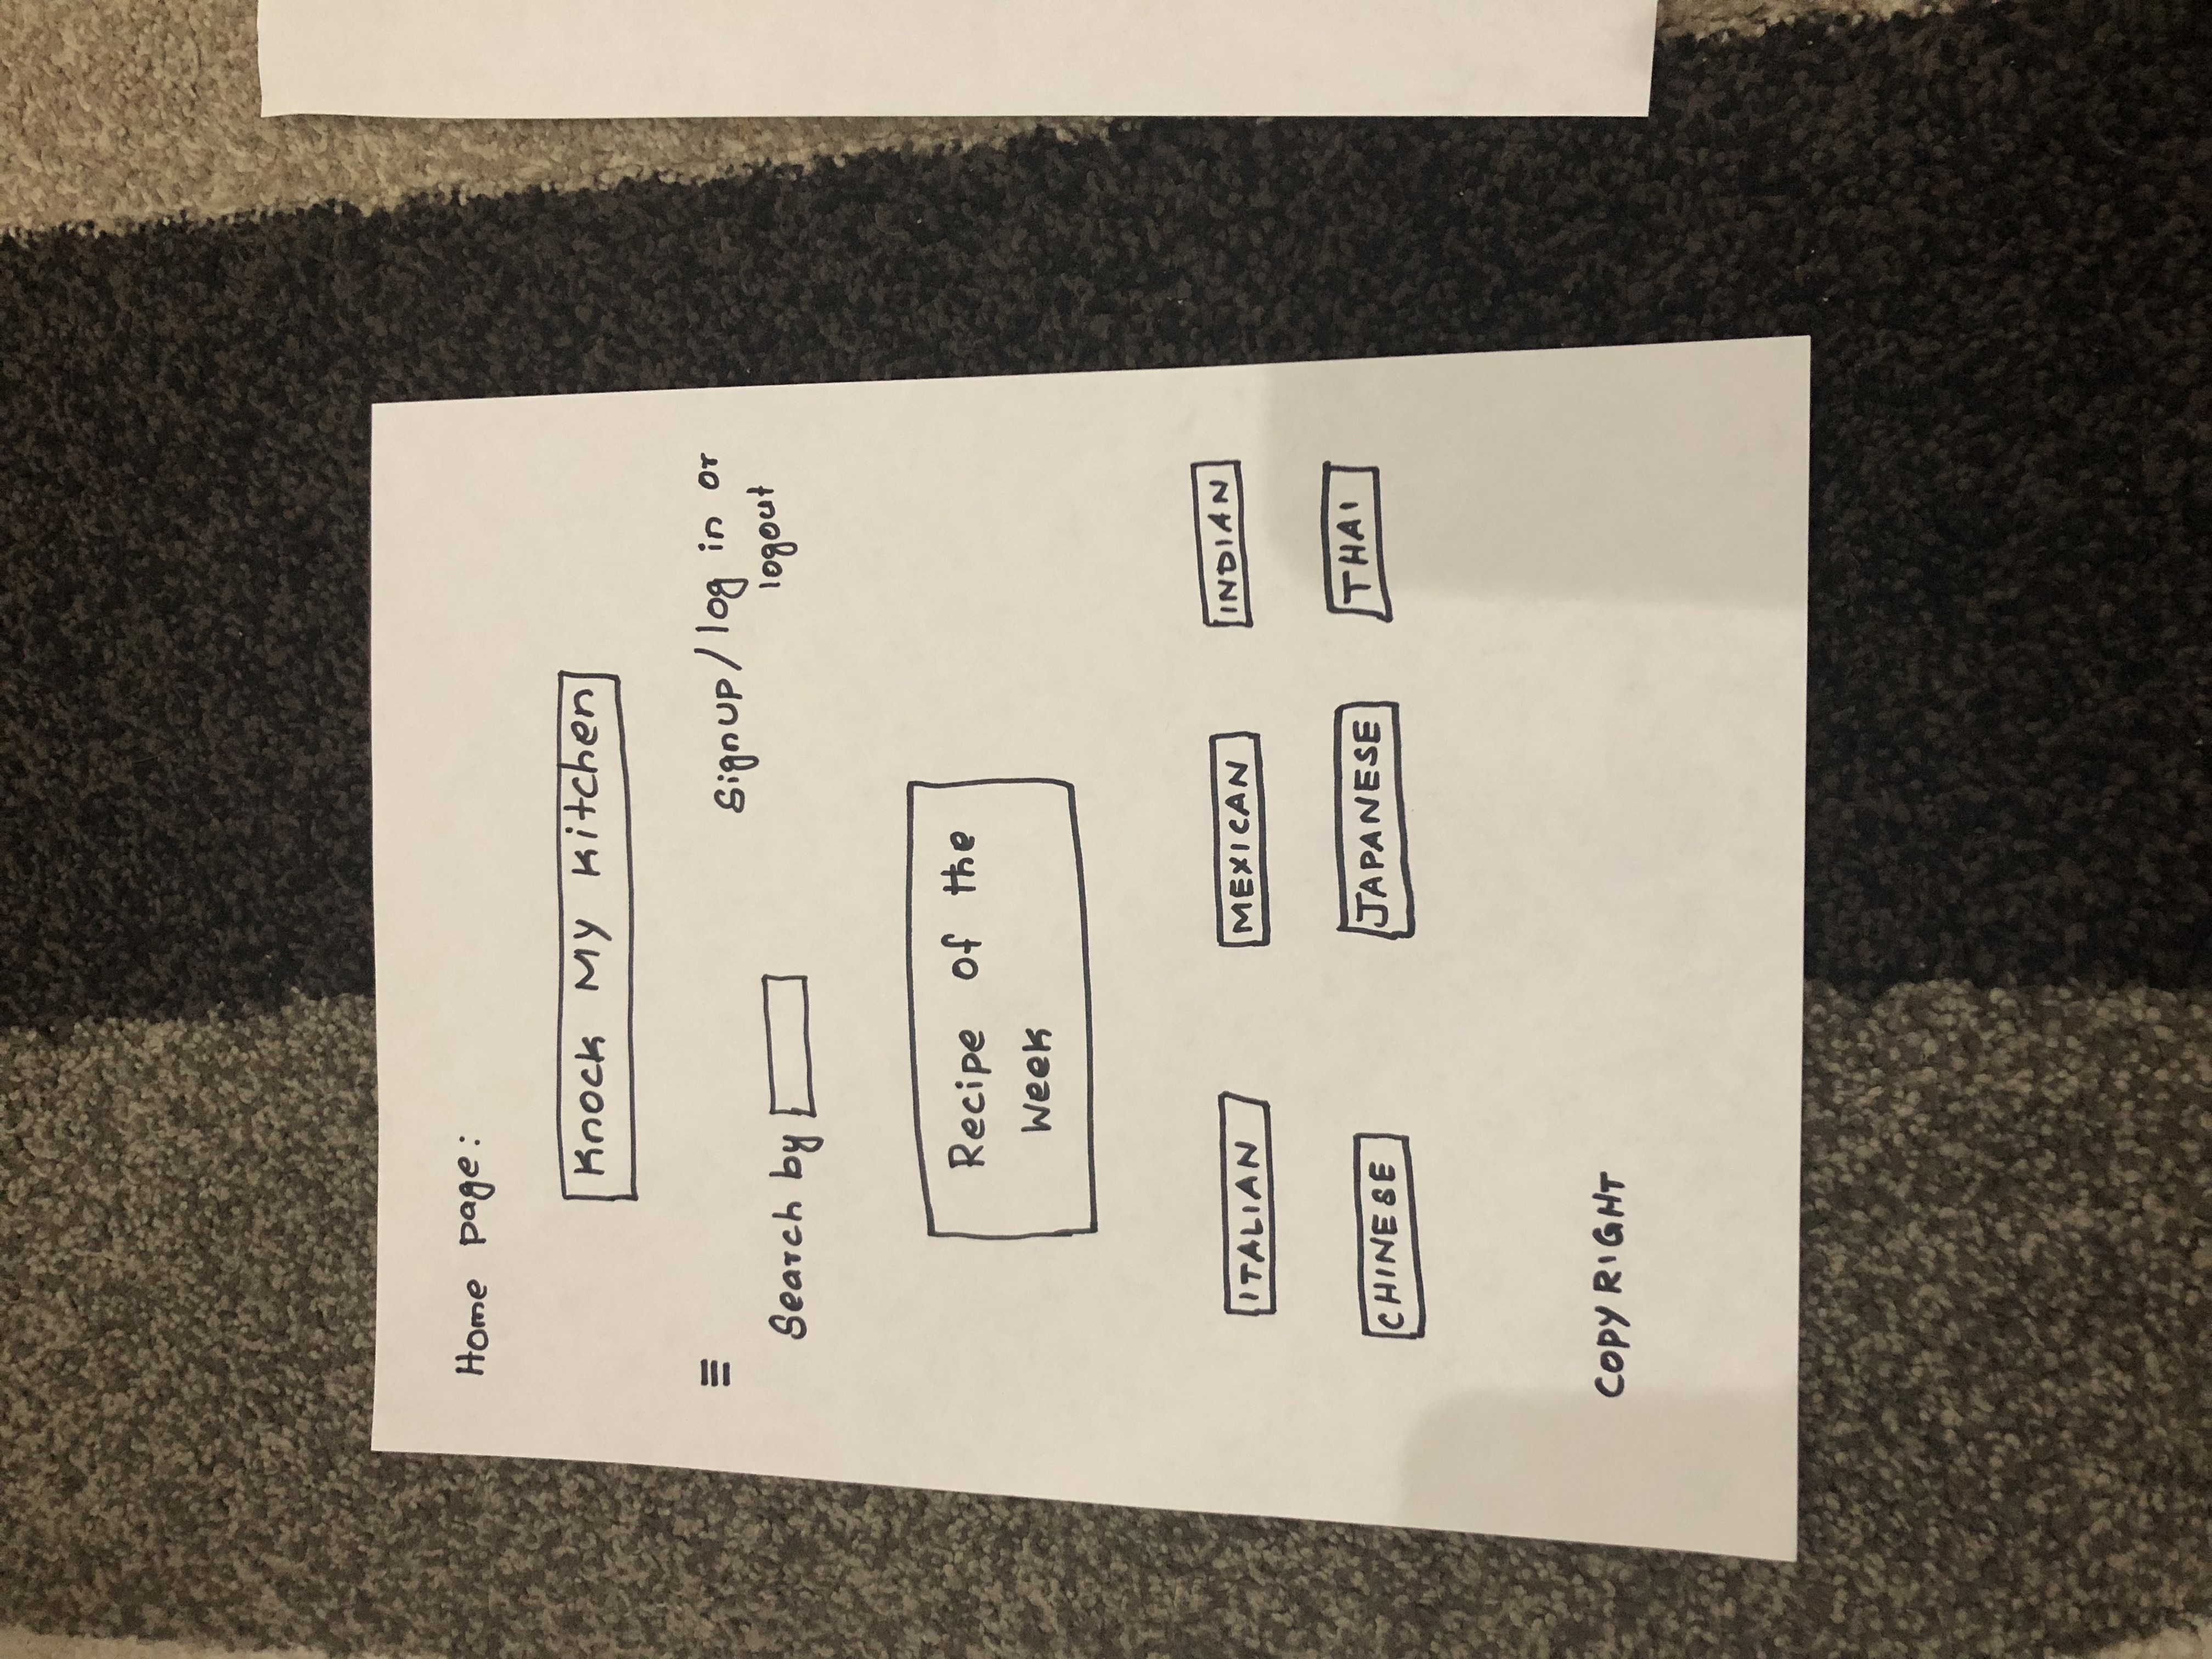 Home page:
Knock My Kitchen
Signup/log in or
logout
Search by
Recipe of the
Week
ITALIAN MEXICAN INDIAN
CHINESE JAPANESE THAI
COPYRIGHT